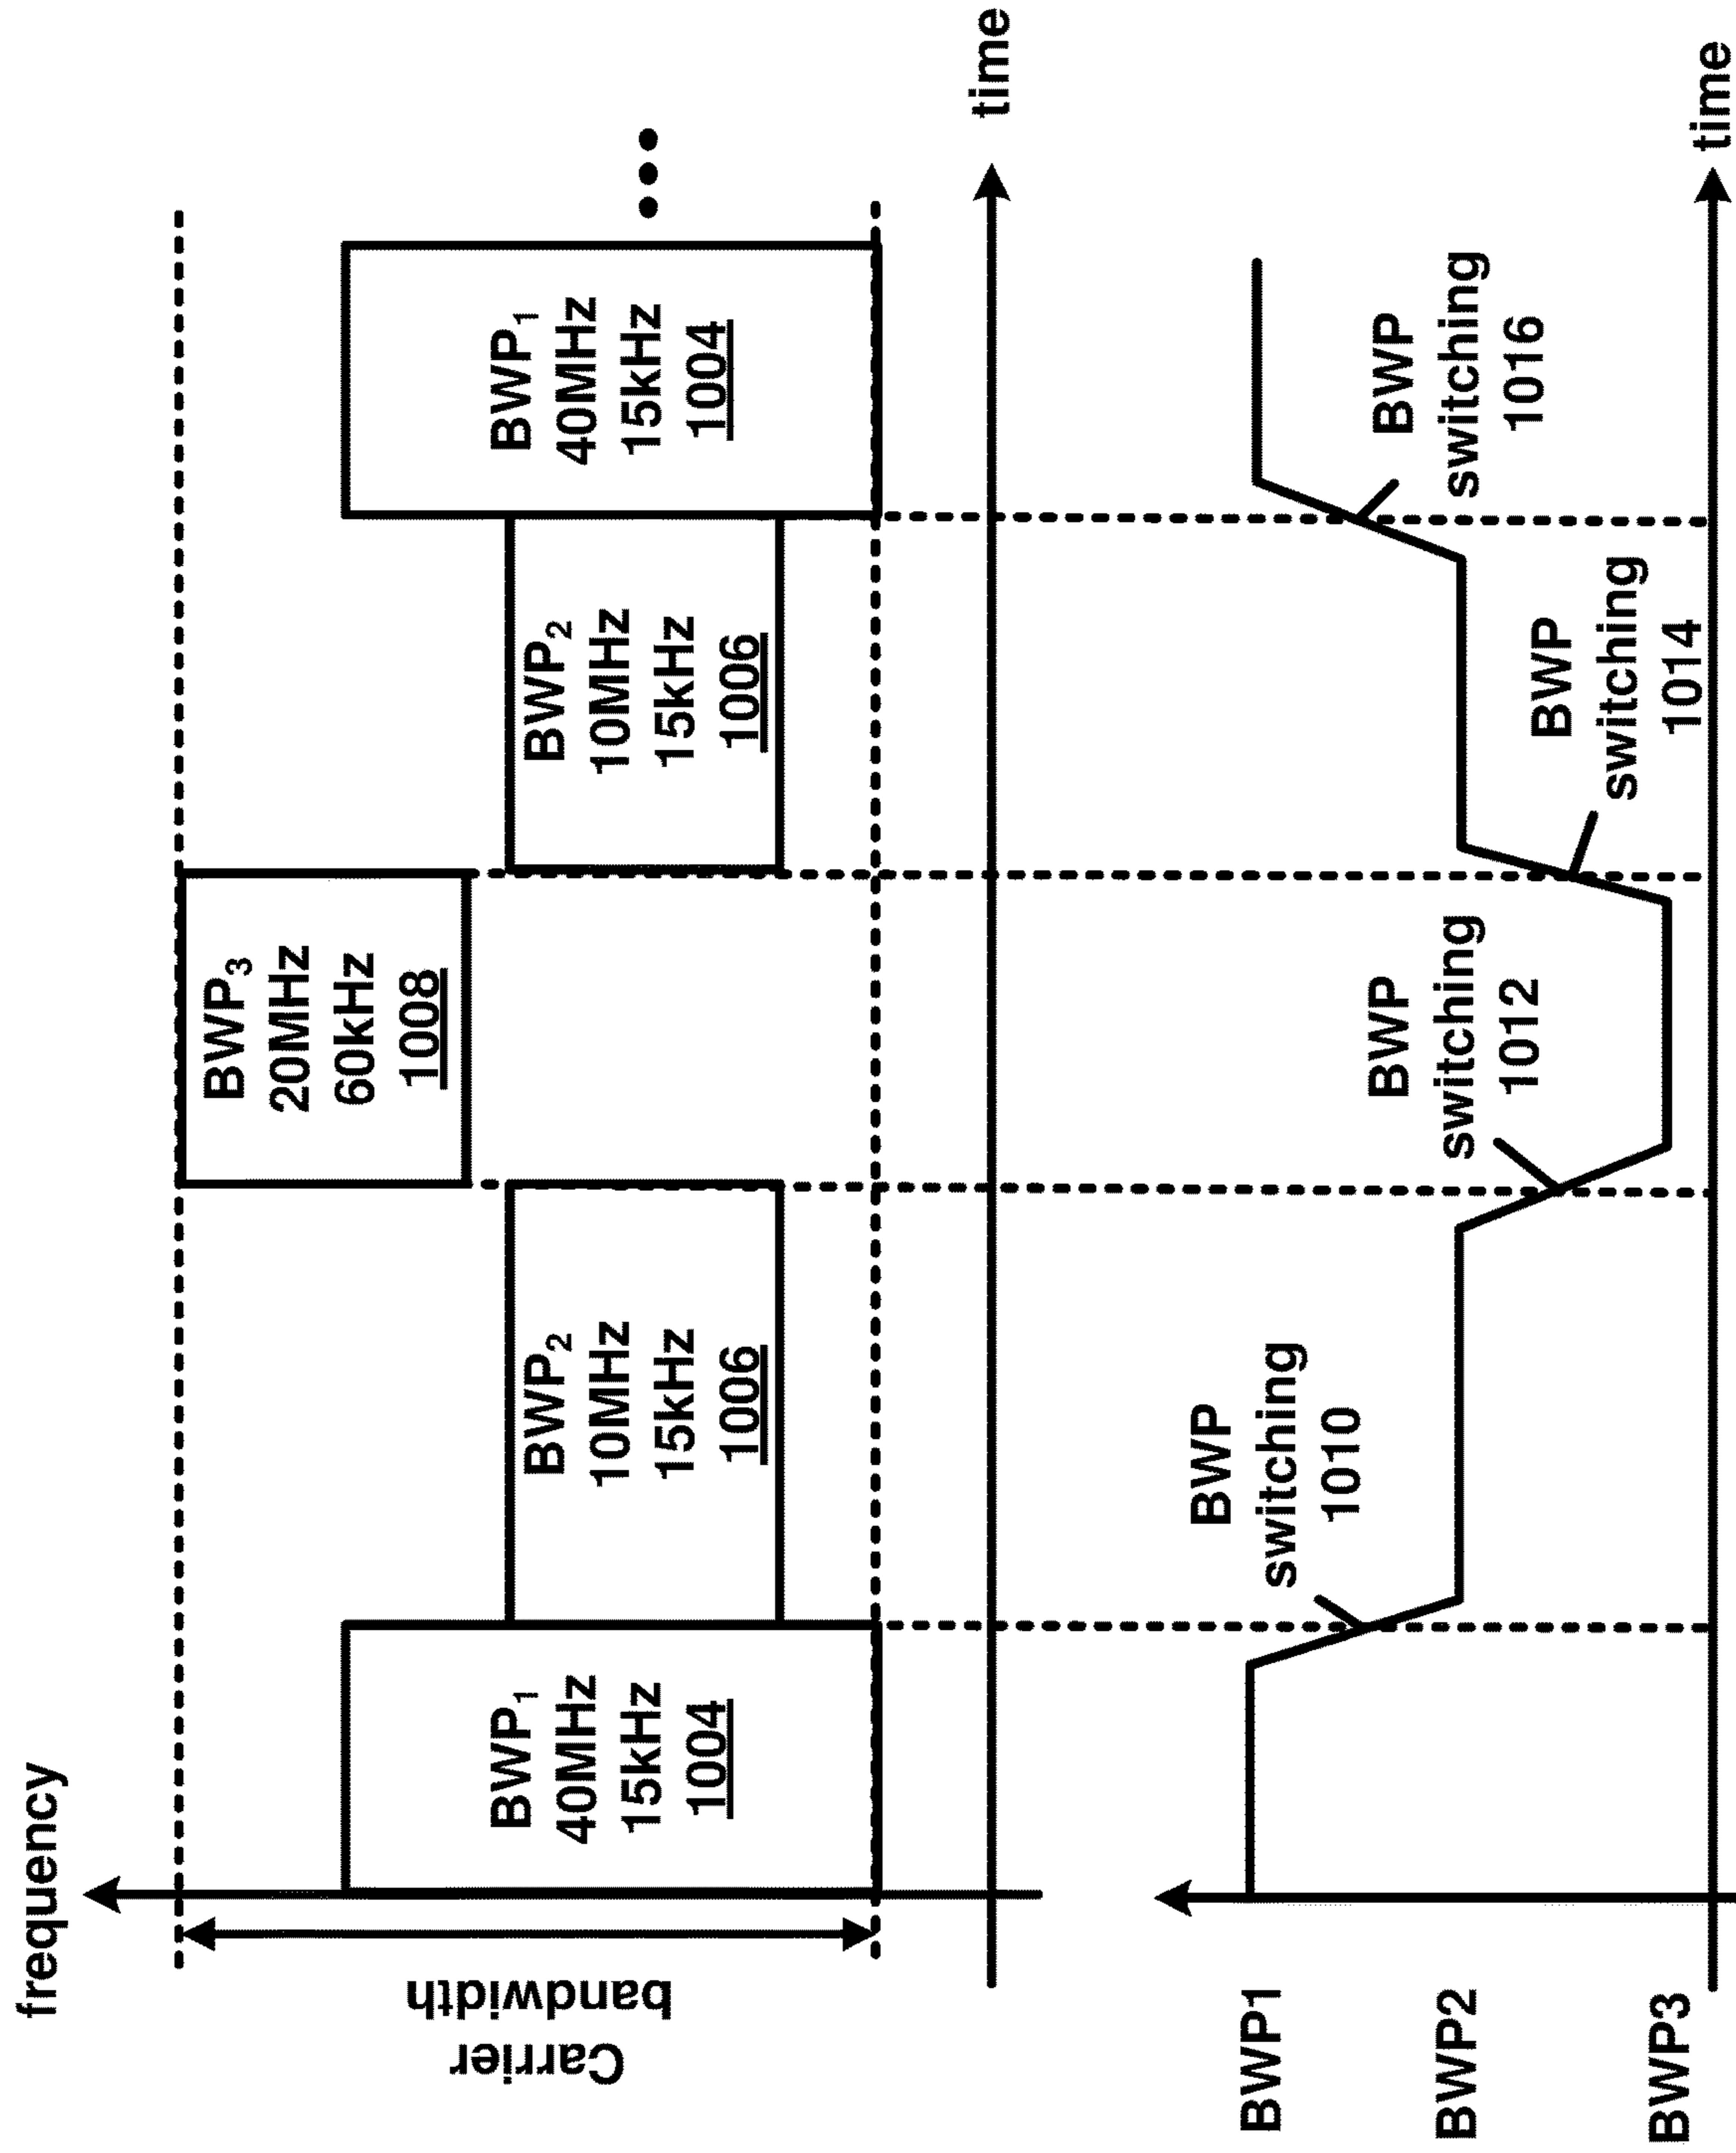 frequency
Carrier
bandwidth
BWP1
40MHz
15kHz
1004
BWP2
10MHz
15kHz
1006
BWP3
20MHz
60kHz
1008
BWP2
10MHz
15kHz
1006
BWP1
40MHz
15kHz
1004
time
BWP1
BWP2
BWP3
BWP
switching
1010
BWP
switching
1012
BWP
switching
1014
BWP
switching
1016
time